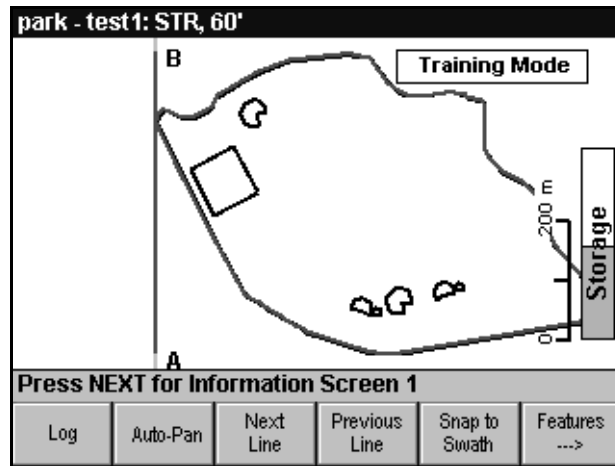 park - test1: STR, 60'
B
Training Mode
m
200
0
Storage
A
Press NEXT for Information Screen 1
Log
Auto-Pan
Next
Line
Previous
Line
Snap to
Swath
Features
--->